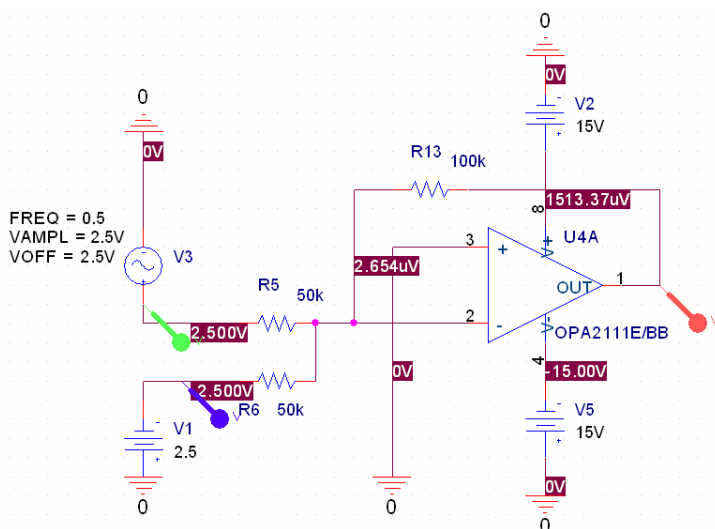 0
0V
V2
15V
0
0V
R13
100k
1513.37uV
8
FREQ = 0.5
VAMPL = 2.5V
VOFF = 2.5V
V3
3
+
V+
U4A
2.654uV
R5
50k
OUT
1
2
-
V-
OPA2111E/BB
2.500V
V
V
4
-15.00V
0V
-2.500V
V
R6
50k
V1
2.5
V5
15V
0V
0
0
0